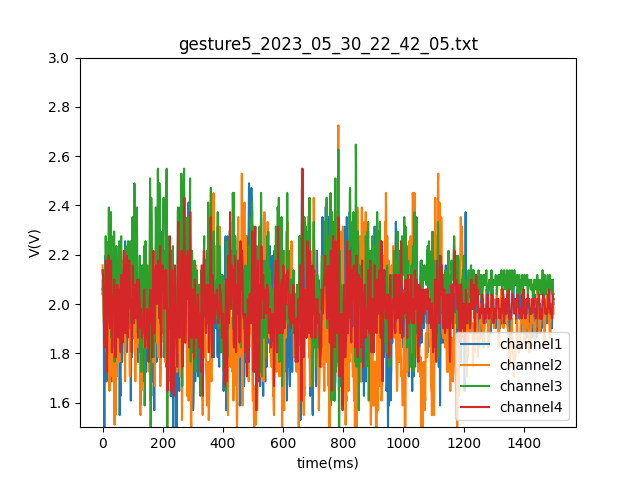 gesture5_2023_05_30_22_42_05.txt
3.0
2.8
2.6
2.4
2.2
2.0
1.8
1.6
V(V)
channel1
channel2
channel3
channel4
0 200 400 600 800 1000 1200 1400
time(ms)